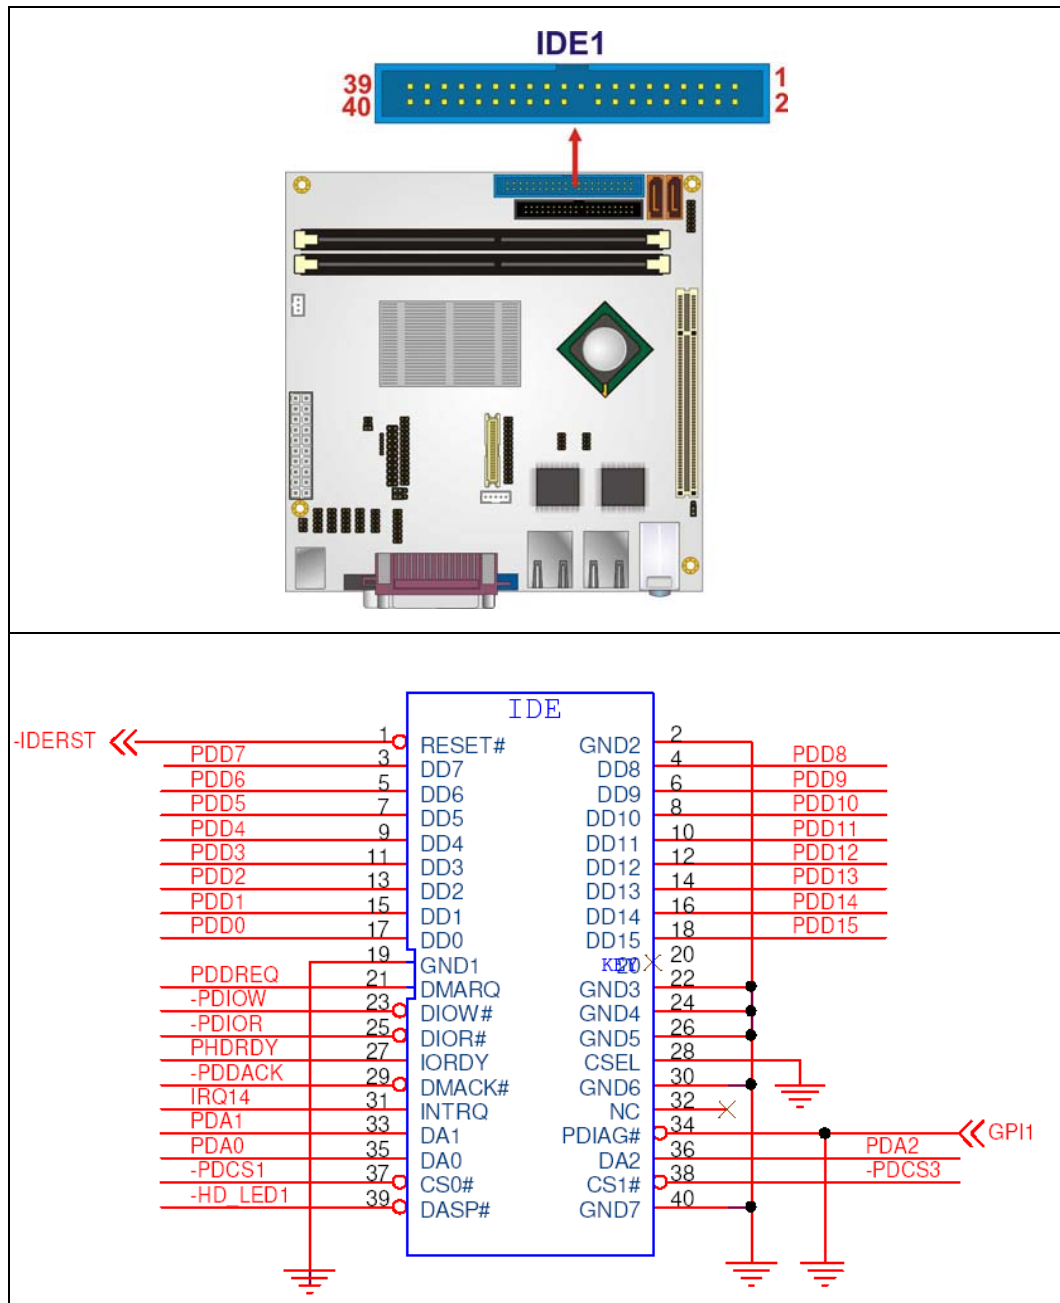 IDE1
39 1
40 2
IDE
-IDERST 1 RESET# GND2 2
PDD7 3 DD7 DD8 4 PDD8
PDD6 5 DD6 DD9 6 PDD9
PDD5 7 DD5 DD10 8 PDD10
PDD4 9 DD4 DD11 10 PDD11
PDD3 11 DD3 DD12 12 PDD12
PDD2 13 DD2 DD13 14 PDD13
PDD1 15 DD1 DD14 16 PDD14
PDD0 17 DD0 DD15 18 PDD15
19 GND1 KEY 20 20
PDDREQ 21 DMARQ GND3 22
-PDIOW 23 DIOW# GND4 24
-PDIOR 25 DIOR# GND5 26
PHDRDY 27 IORDY CSEL 28
-PDDACK 29 DMACK# GND6 30
IRQ14 31 INTRQ NC 32
PDA1 33 DA1 PDIAG# 34 GPI1
PDA0 35 DA0 DA2 36 PDA2
-PDCS1 37 CS0# CS1# 38 -PDCS3
-HD_LED1 39 DASP# GND7 40